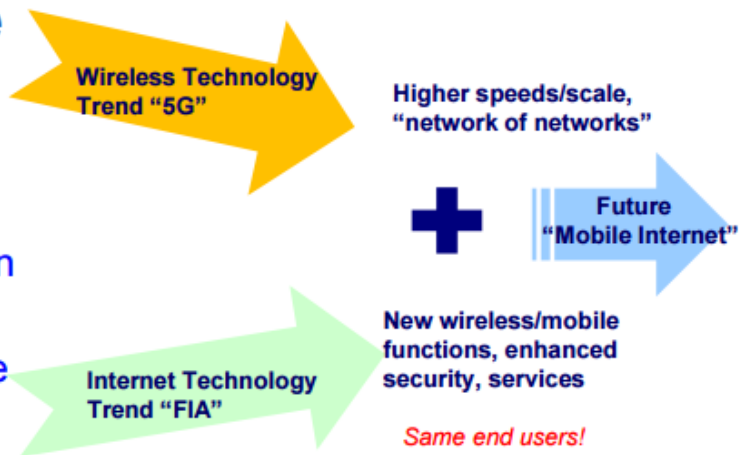 Wireless Technology
Trend “5G”
Higher speeds/scale,
“network of networks”
Future
“Mobile Internet”
New wireless/mobile
functions, enhanced
security, services
Internet Technology
Trend “FIA”
Same end users!